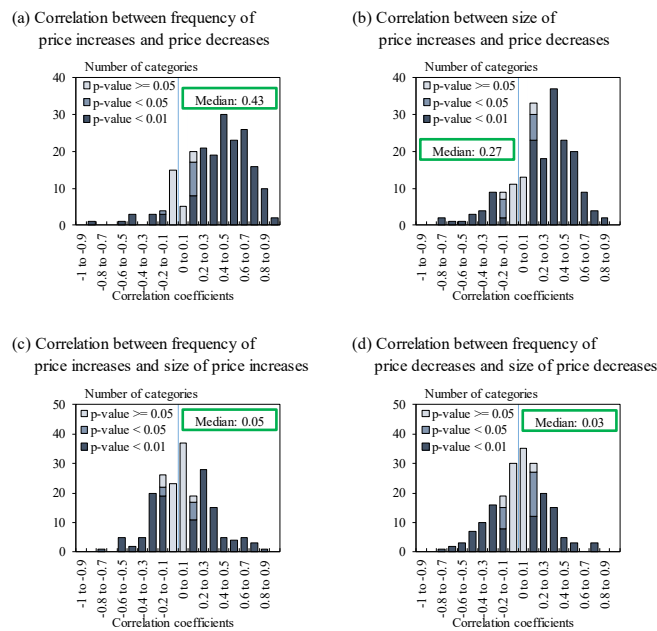 (a) Correlation between frequency of
price increases and price decreases
Number of categories
40
30
20
10
0
p-value >= 0.05
p-value < 0.05
p-value < 0.01
Median: 0.43
-1 to -0.9
-0.8 to -0.7
-0.6 to -0.5
-0.4 to -0.3
-0.2 to -0.1
0 to 0.1
0.2 to 0.3
0.4 to 0.5
0.6 to 0.7
0.8 to 0.9
Correlation coefficients
(b) Correlation between size of
price increases and price decreases
Number of categories
40
30
20
10
0
p-value >= 0.05
p-value < 0.05
p-value < 0.01
Median: 0.27
-1 to -0.9
-0.8 to -0.7
-0.6 to -0.5
-0.4 to -0.3
-0.2 to -0.1
0 to 0.1
0.2 to 0.3
0.4 to 0.5
0.6 to 0.7
0.8 to 0.9
Correlation coefficients
(c) Correlation between frequency of
price increases and size of price increases
Number of categories
50
40
30
20
10
0
p-value >= 0.05
p-value < 0.05
p-value < 0.01
Median: 0.05
-1 to -0.9
-0.8 to -0.7
-0.6 to -0.5
-0.4 to -0.3
-0.2 to -0.1
0 to 0.1
0.2 to 0.3
0.4 to 0.5
0.6 to 0.7
0.8 to 0.9
Correlation coefficients
(d) Correlation between frequency of
price decreases and size of price decreases
Number of categories
50
40
30
20
10
0
p-value >= 0.05
p-value < 0.05
p-value < 0.01
Median: 0.03
-1 to -0.9
-0.8 to -0.7
-0.6 to -0.5
-0.4 to -0.3
-0.2 to -0.1
0 to 0.1
0.2 to 0.3
0.4 to 0.5
0.6 to 0.7
0.8 to 0.9
Correlation coefficients